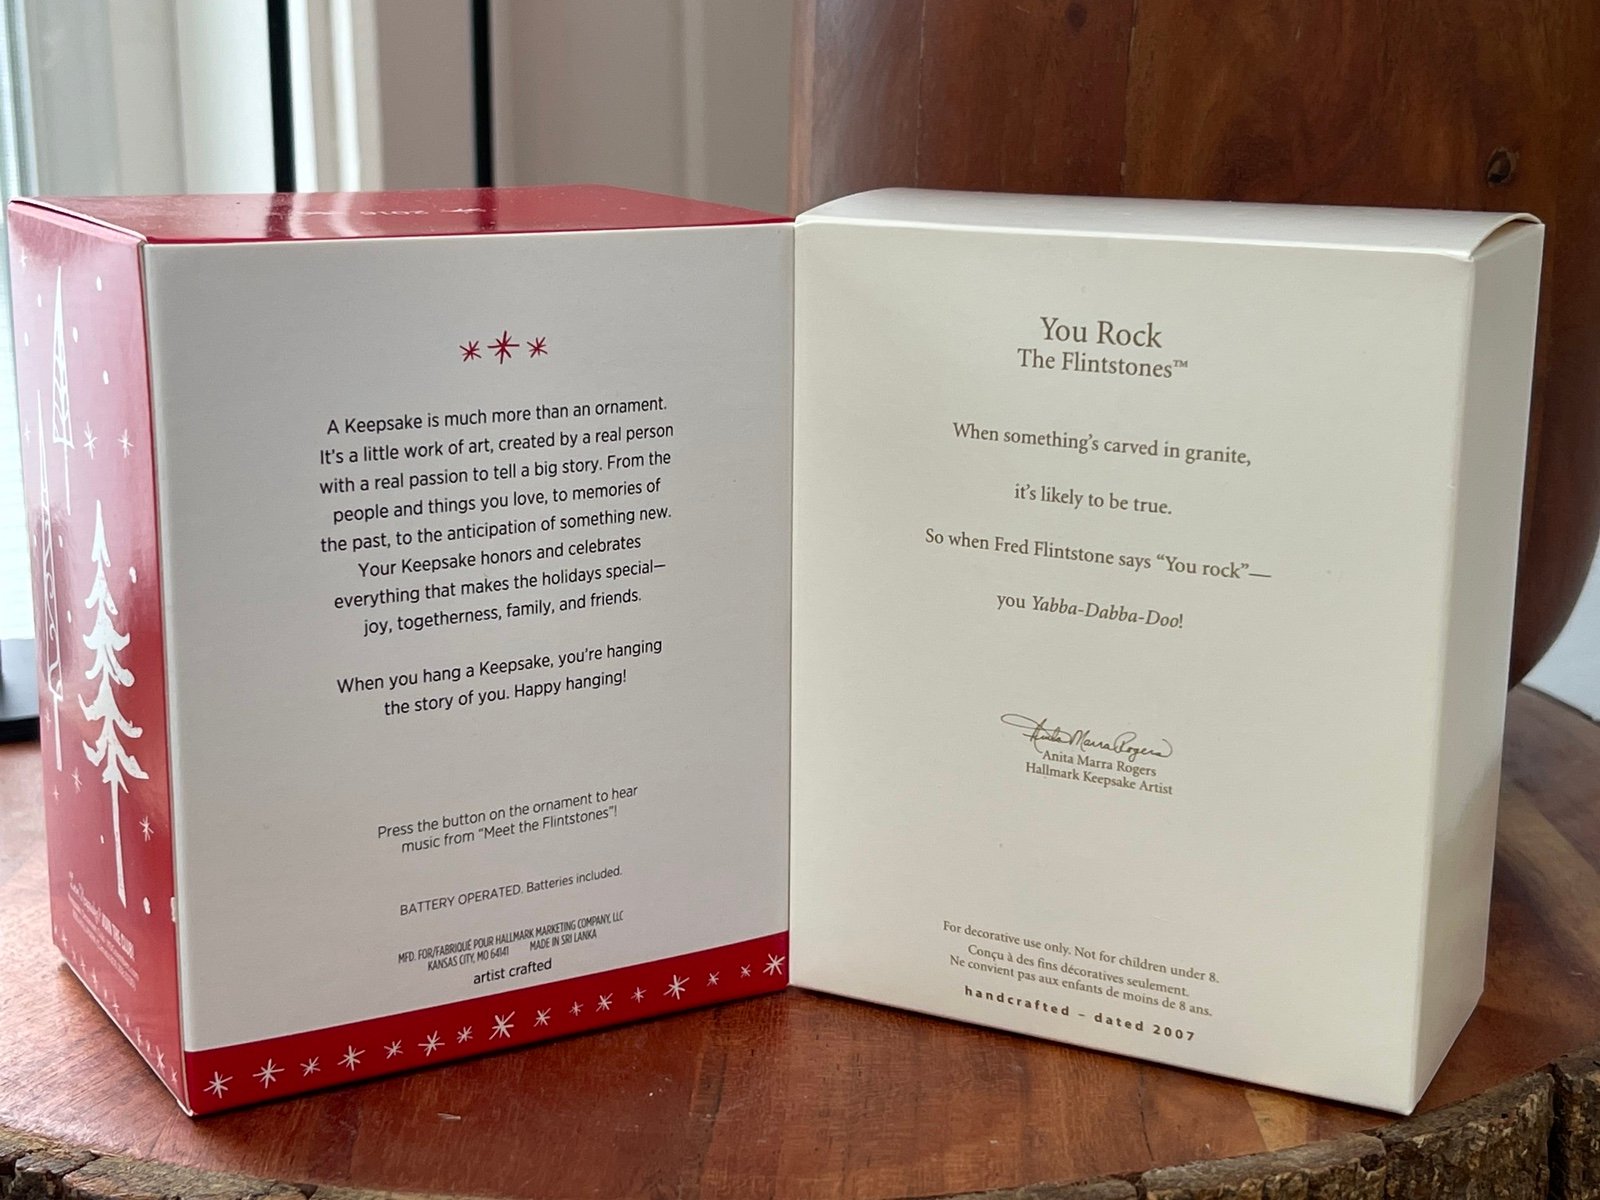 A Keepsake is much more than an ornament.
It's a little work of art, created by a real person
with a real passion to tell a big story. From the
people and things you love, to memories of
the past, to the anticipation of something new.
Your Keepsake honors and celebrates
everything that makes the holidays special—
joy, togetherness, family, and friends.
When you hang a Keepsake, you're hanging
the story of you. Happy hanging!
Press the button on the ornament to hear
music from "Meet the Flintstones"!
BATTERY OPERATED. Batteries included.
MFD. FOR/FABRIQUÉ POUR HALLMARK MARKETING COMPANY, LLC
KANSAS CITY, MO 64141 MADE IN SRI LANKA
artist crafted
JOIN THE CLUB!
You Rock
The Flintstones™
When something's carved in granite,
it's likely to be true.
So when Fred Flintstone says “You rock”—
you Yabba-Dabba-Doo!
Anita Marra Rogers
Anita Marra Rogers
Hallmark Keepsake Artist
For decorative use only. Not for children under 8.
Conçu à des fins décoratives seulement.
Ne convient pas aux enfants de moins de 8 ans.
handcrafted – dated 2007